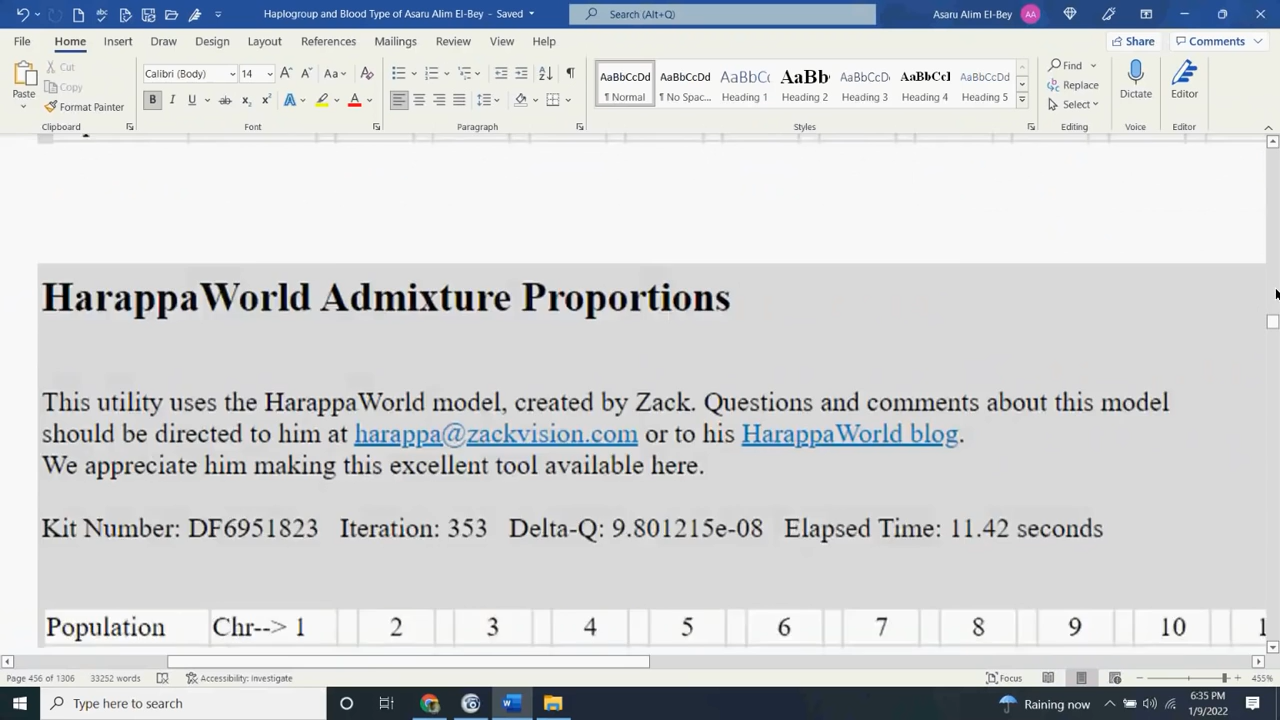 Haplogroup and Blood Type of Asaru Alim El-Bey - Saved
Search (Alt+Q)
Asaru Alim El-Bey
AA
File Home Insert Draw Design Layout References Mailings Review View Help
Share
Comments
Paste
Cut
Copy
Format Painter
Calibri (Body)
14
AaBbCcDd
¶ Normal
AaBbCcDd
¶ No Spac...
AaBbCc
Heading 1
AaBb
Heading 2
AaBbCcDd
Heading 3
AaBbCcI
Heading 4
AaBbCcDd
Heading 5
Find
Replace
Select
Dictate
Editor
Clipboard
Font
Paragraph
Styles
Editing
Voice
Editor
HarappaWorld Admixture Proportions
This utility uses the HarappaWorld model, created by Zack. Questions and comments about this model
should be directed to him at harappa@zackvision.com or to his HarappaWorld blog.
We appreciate him making this excellent tool available here.
Kit Number: DF6951823 Iteration: 353 Delta-Q: 9.801215e-08 Elapsed Time: 11.42 seconds
Population Chr--> 1 2 3 4 5 6 7 8 9 10 1
Page 456 of 1306 33252 words Accessibility: Investigate
Focus
455%
Type here to search
Raining now
6:35 PM
1/9/2022